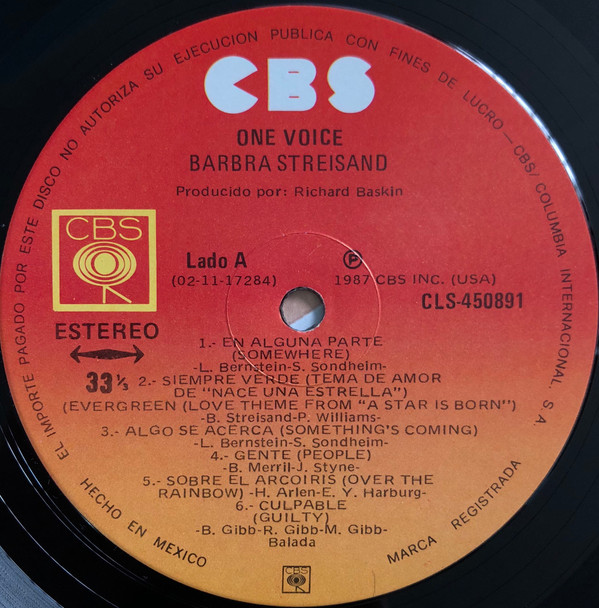 EL IMPORTE PAGADO POR ESTE DISCO NO AUTORIZA SU EJECUCION PUBLICA CON FINES DE LUCRO — CBS/COLUMBIA INTERNACIONAL, S A
CBS
ONE VOICE
BARBRA STREISAND
Producido por: Richard Baskin
CBS
Lado A
(02-11-17284)
℗
1987 CBS INC. (USA)
CLS-450891
ESTEREO
33⅓
1.- EN ALGUNA PARTE
(SOMEWHERE)
-L. Bernstein-S. Sondheim-
2.- SIEMPRE VERDE (TEMA DE AMOR
DE "NACE UNA ESTRELLA")
(EVERGREEN (LOVE THEME FROM "A STAR IS BORN")
-B. Streisand-P. Williams-
3.- ALGO SE ACERCA (SOMETHING'S COMING)
-L. Bernstein-S. Sondheim-
4.- GENTE (PEOPLE)
-B. Merril-J. Styne-
5.- SOBRE EL ARCOIRIS (OVER THE
RAINBOW) -H. Arlen-E. Y. Harburg-
6.- CULPABLE
(GUILTY)
-B. Gibb-R. Gibb-M. Gibb-
Balada
HECHO EN MEXICO
MARCA REGISTRADA
CBS